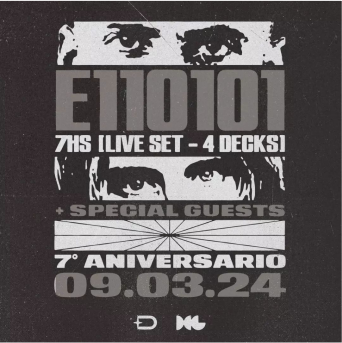 E110101
7HS [LIVE SET - 4 DECKS]
+ SPECIAL GUESTS
7° ANIVERSARIO
09.03.24